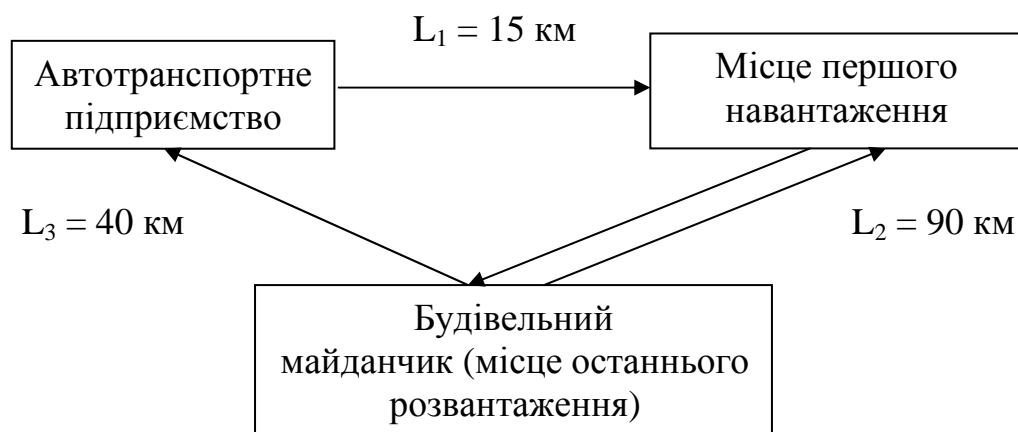 L₁ = 15 км
Автотранспортне
підприємство
Місце першого
навантаження
L₃ = 40 км
L₂ = 90 км
Будівельний
майданчик (місце останнього
розвантаження)